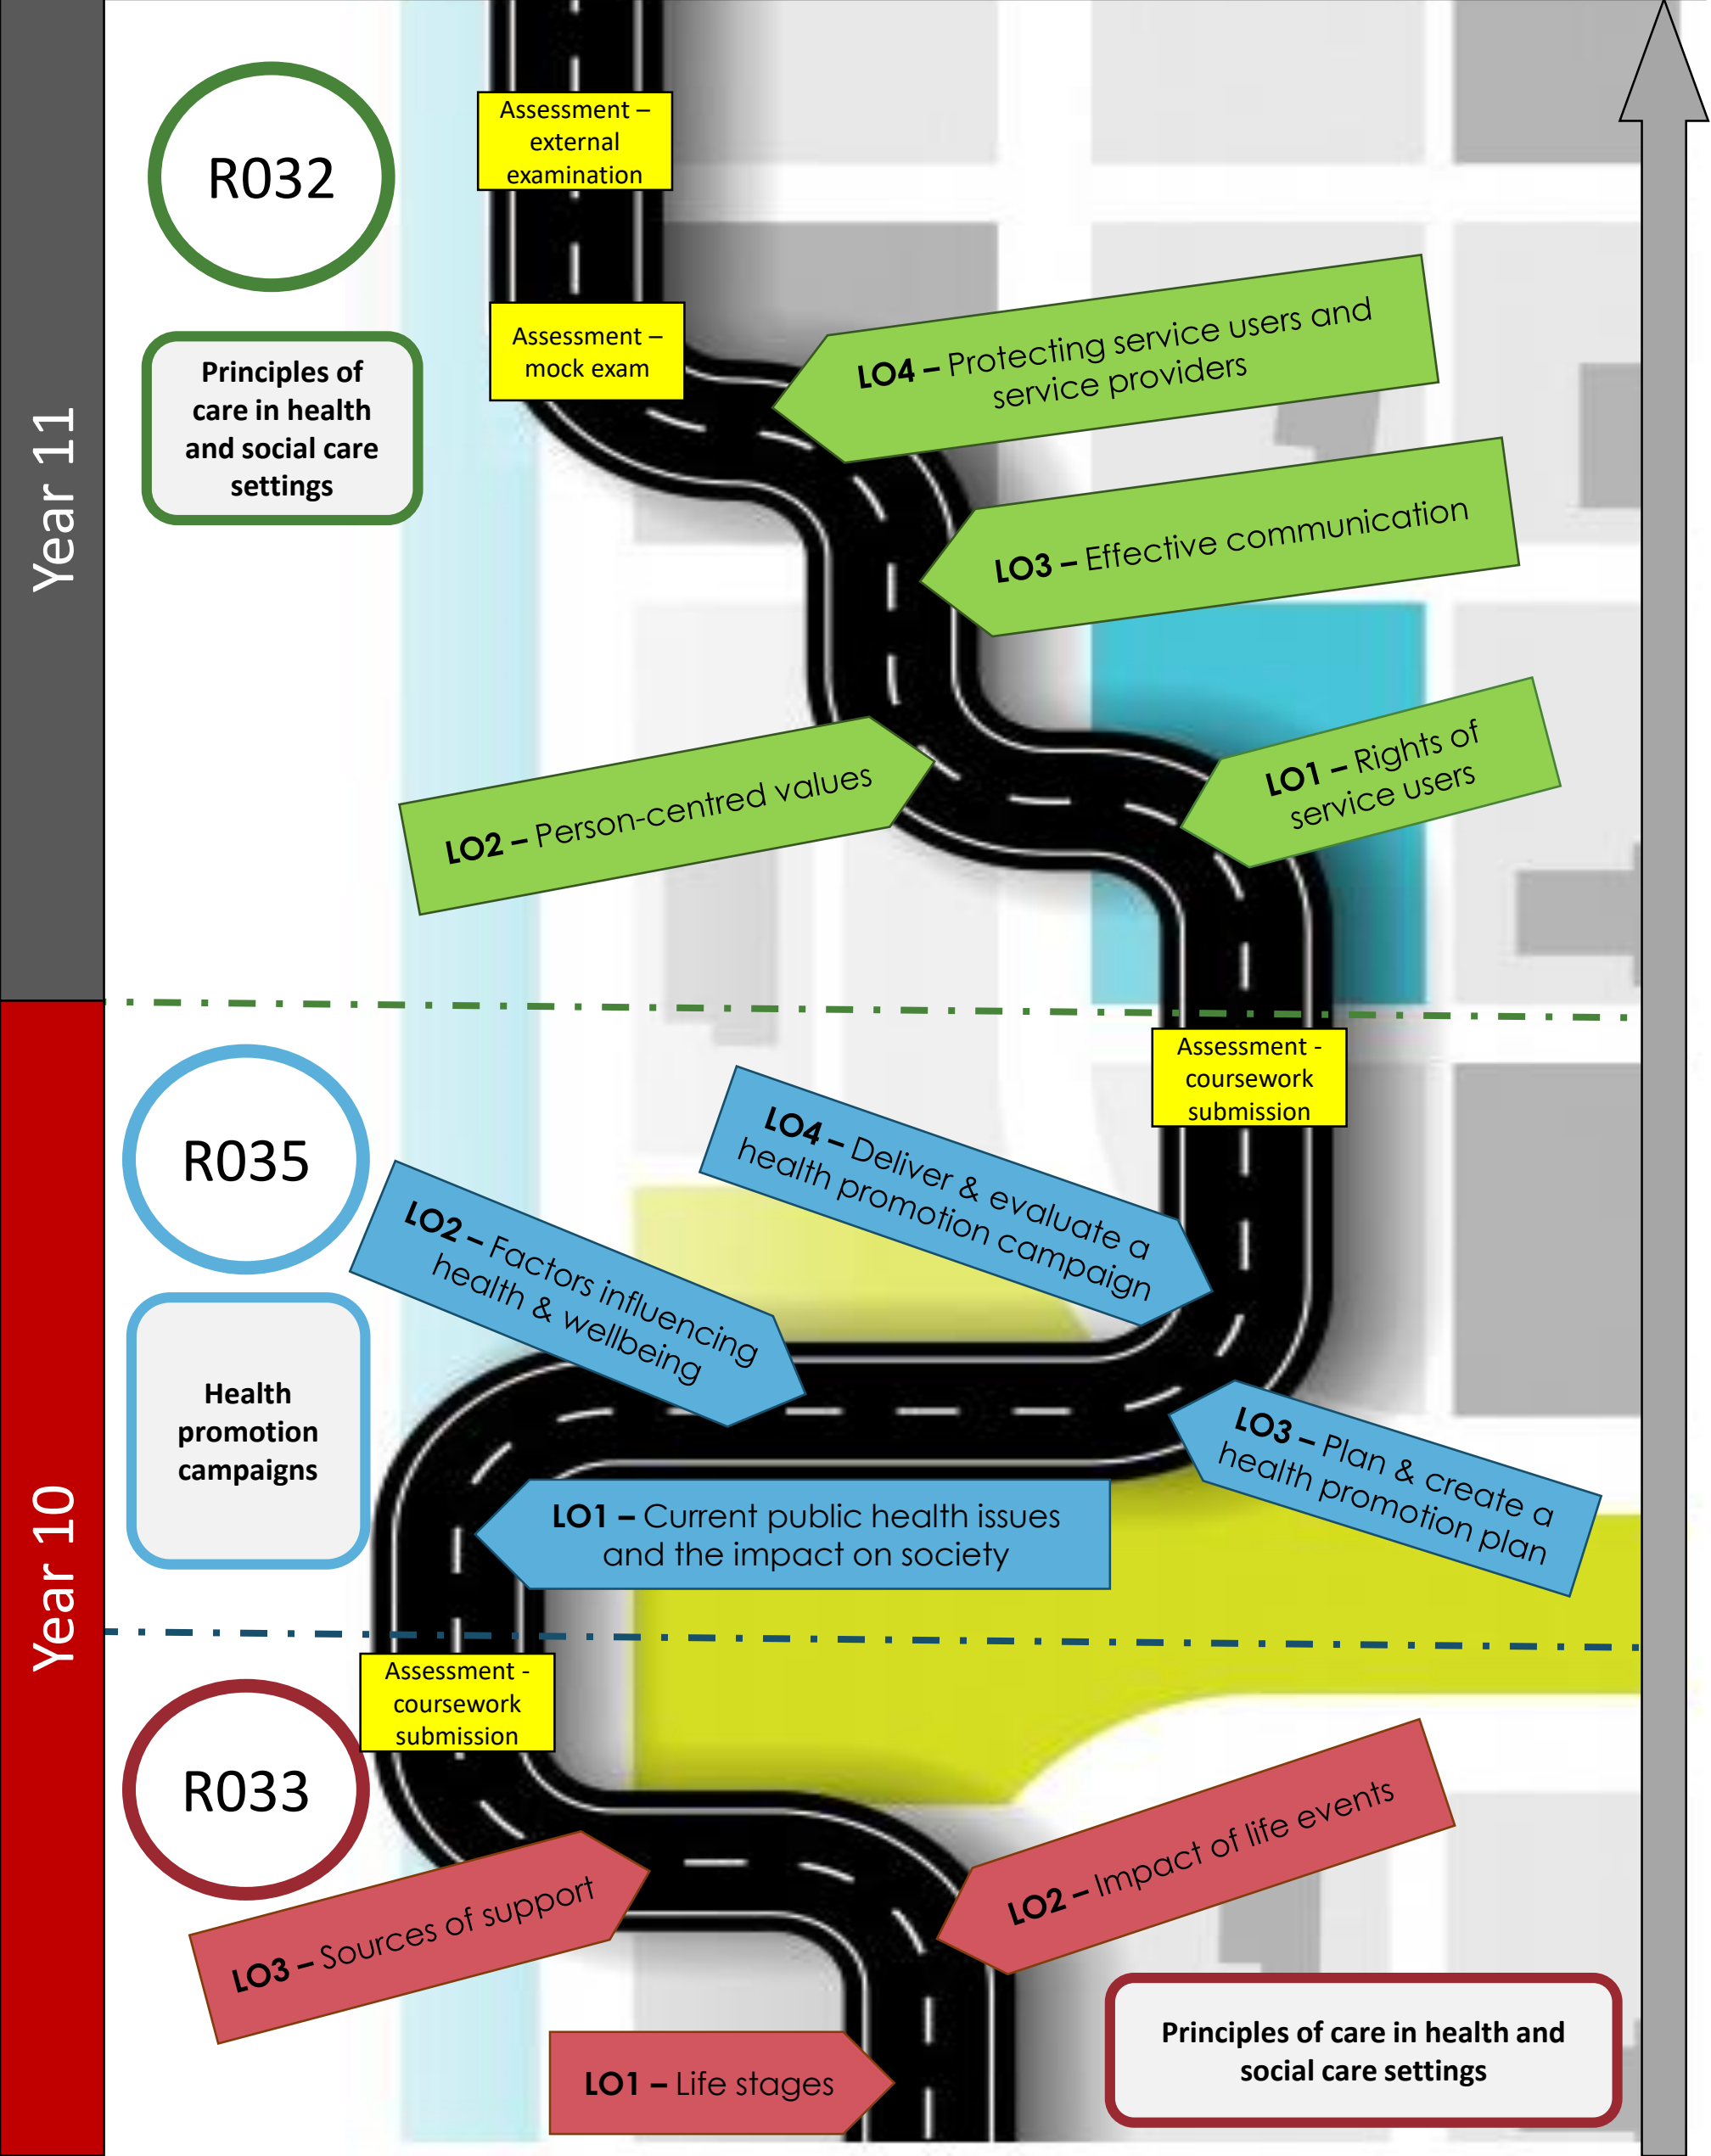 Year 11
R032
Principles of
care in health
and social care
settings
Assessment –
external
examination
Assessment –
mock exam
LO4 – Protecting service users and
service providers
LO3 – Effective communication
LO1 – Rights of
service users
LO2 – Person-centred values
Year 10
R035
Health
promotion
campaigns
Assessment -
coursework
submission
LO4 – Deliver & evaluate a
health promotion campaign
LO2 – Factors influencing
health & wellbeing
LO3 – Plan & create a
health promotion plan
LO1 – Current public health issues
and the impact on society
Assessment -
coursework
submission
R033
LO2 – Impact of life events
LO3 – Sources of support
Principles of care in health and
social care settings
LO1 – Life stages